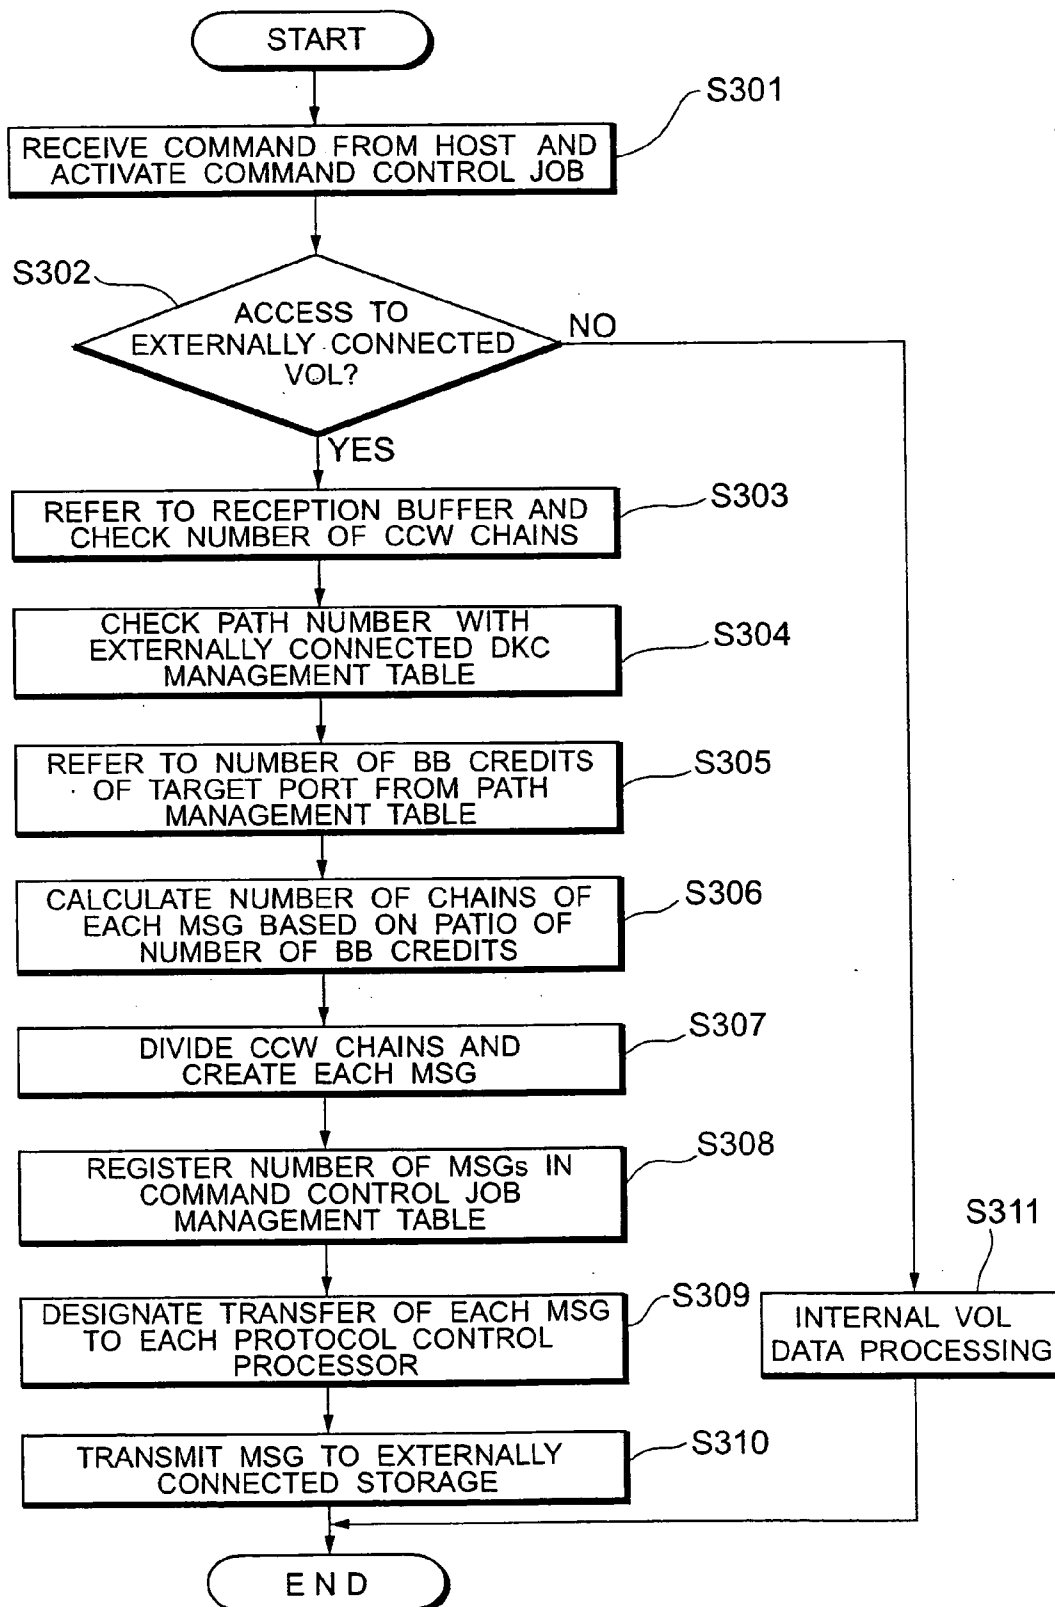 START
S301
RECEIVE COMMAND FROM HOST AND
ACTIVATE COMMAND CONTROL JOB
S302
ACCESS TO
EXTERNALLY CONNECTED
VOL?
NO
YES
S303
REFER TO RECEPTION BUFFER AND
CHECK NUMBER OF CCW CHAINS
S304
CHECK PATH NUMBER WITH
EXTERNALLY CONNECTED DKC
MANAGEMENT TABLE
S305
REFER TO NUMBER OF BB CREDITS
OF TARGET PORT FROM PATH
MANAGEMENT TABLE
S306
CALCULATE NUMBER OF CHAINS OF
EACH MSG BASED ON PATIO OF
NUMBER OF BB CREDITS
S307
DIVIDE CCW CHAINS AND
CREATE EACH MSG
S308
REGISTER NUMBER OF MSGs IN
COMMAND CONTROL JOB
MANAGEMENT TABLE
S309
DESIGNATE TRANSFER OF EACH MSG
TO EACH PROTOCOL CONTROL
PROCESSOR
S311
INTERNAL VOL
DATA PROCESSING
S310
TRANSMIT MSG TO EXTERNALLY
CONNECTED STORAGE
END